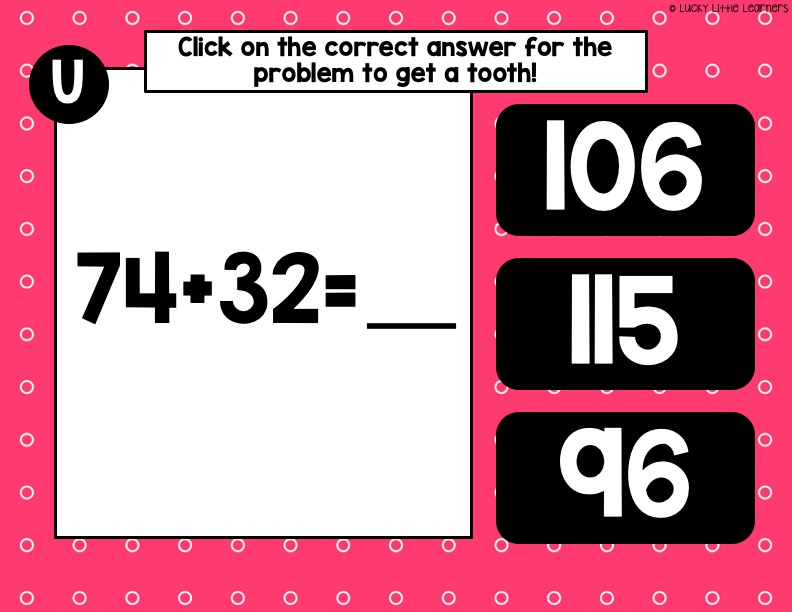 © Lucky Little Learners
Click on the correct answer for the
problem to get a tooth!
U
74+32=__
106
115
96